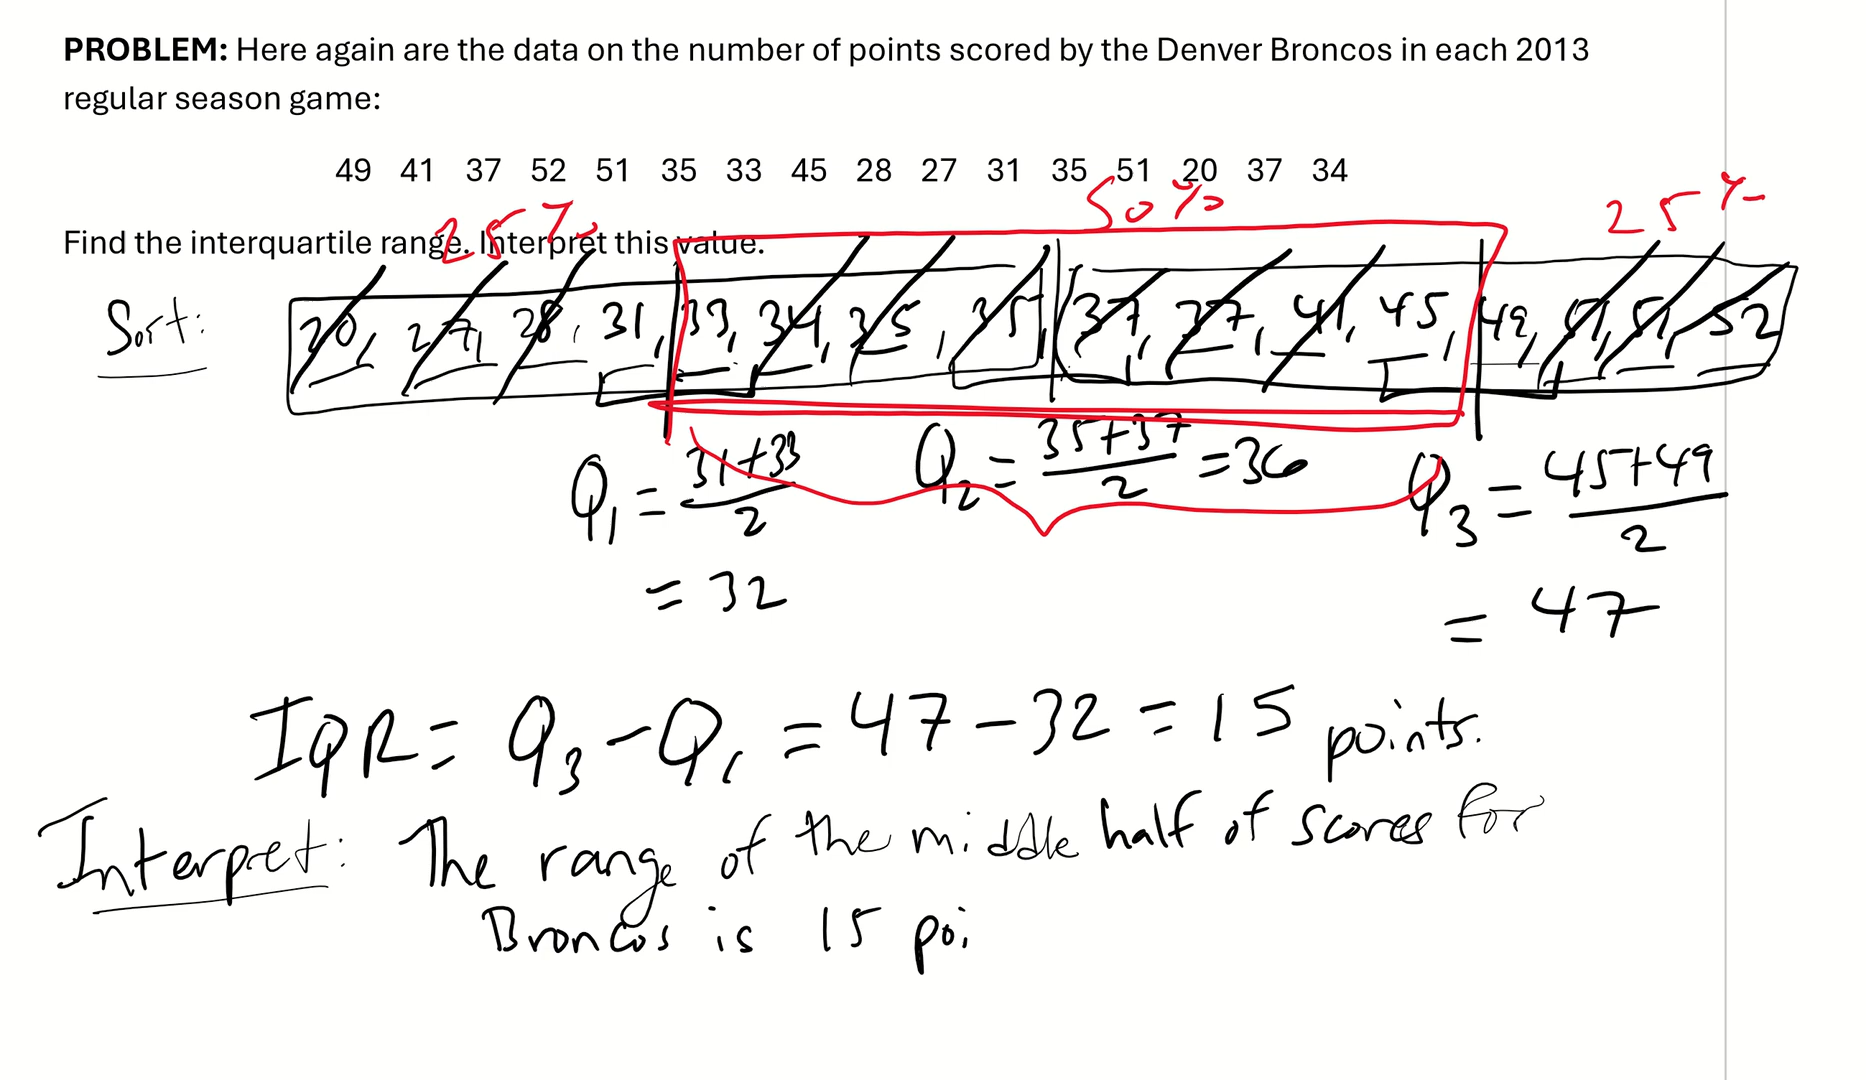 PROBLEM: Here again are the data on the number of points scored by the Denver Broncos in each 2013
regular season game:
49 41 37 52 51 35 33 45 28 27 31 35 51 20 37 34
50%
25%
25%
Find the interquartile range. Interpret this value.
Sort: 20, 27, 28, 31, 33, 34, 35, 35, 37, 37, 41, 45, 49, 51, 51, 52
Q1 = 31+33 / 2 Q2 = 35+37 / 2 = 36 Q3 = 45+49 / 2
= 32 = 47
IQR = Q3 - Q1 = 47 - 32 = 15 points.
Interpret: The range of the middle half of scores for
Broncos is 15 poi